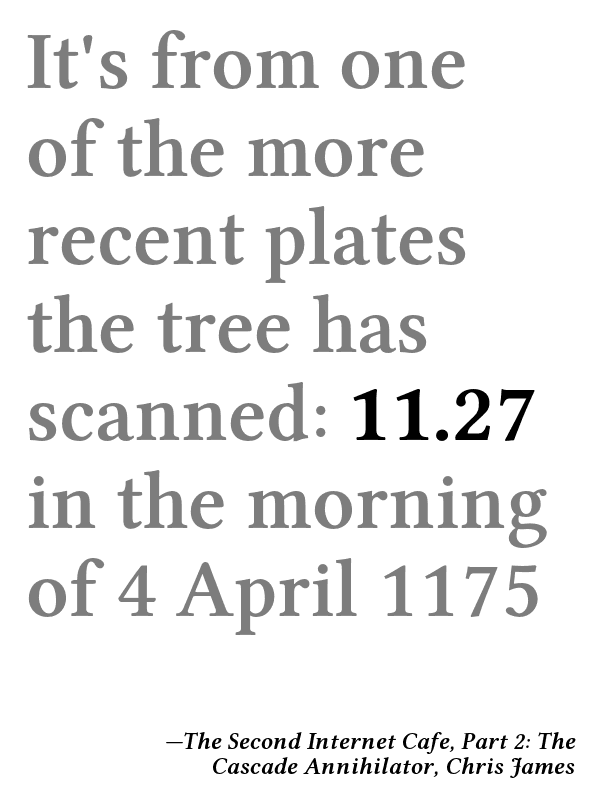 It's from one
of the more
recent plates
the tree has
scanned: 11.27
in the morning
of 4 April 1175
—The Second Internet Cafe, Part 2: The
Cascade Annihilator, Chris James